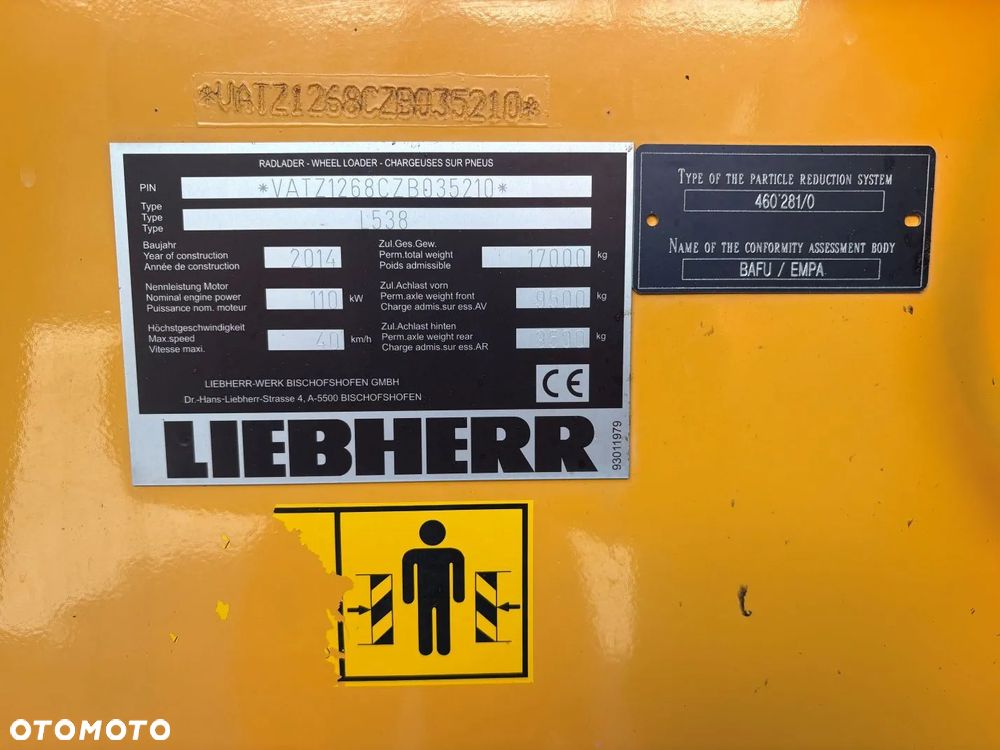 *VATZ1268CZB035210*
RADLADER - WHEEL LOADER - CHARGEUSES SUR PNEUS
PIN *VATZ1268CZB035210*
Type
Type L538
Type
Baujahr
Year of construction 2014
Année de construction
Zul.Ges.Gew.
Perm.total weight 17000 kg
Poids admissible
Nennleistung Motor
Nominal engine power 110 kW
Puissance nom. moteur
Zul.Achlast vorn
Perm.axle weight front kg
Charge admis.sur ess.AV
Höchstgeschwindigkeit
Max.speed 40 km/h
Vitesse maxi.
Zul.Achlast hinten
Perm.axle weight rear kg
Charge admis.sur ess.AR
LIEBHERR-WERK BISCHOFSHOFEN GMBH
Dr.-Hans-Liebherr-Strasse 4, A-5500 BISCHOFSHOFEN
CE
LIEBHERR
93011979
TYPE OF THE PARTICLE REDUCTION SYSTEM
460'281/0
NAME OF THE CONFORMITY ASSESSMENT BODY
BAFU / EMPA
OTOMOTO